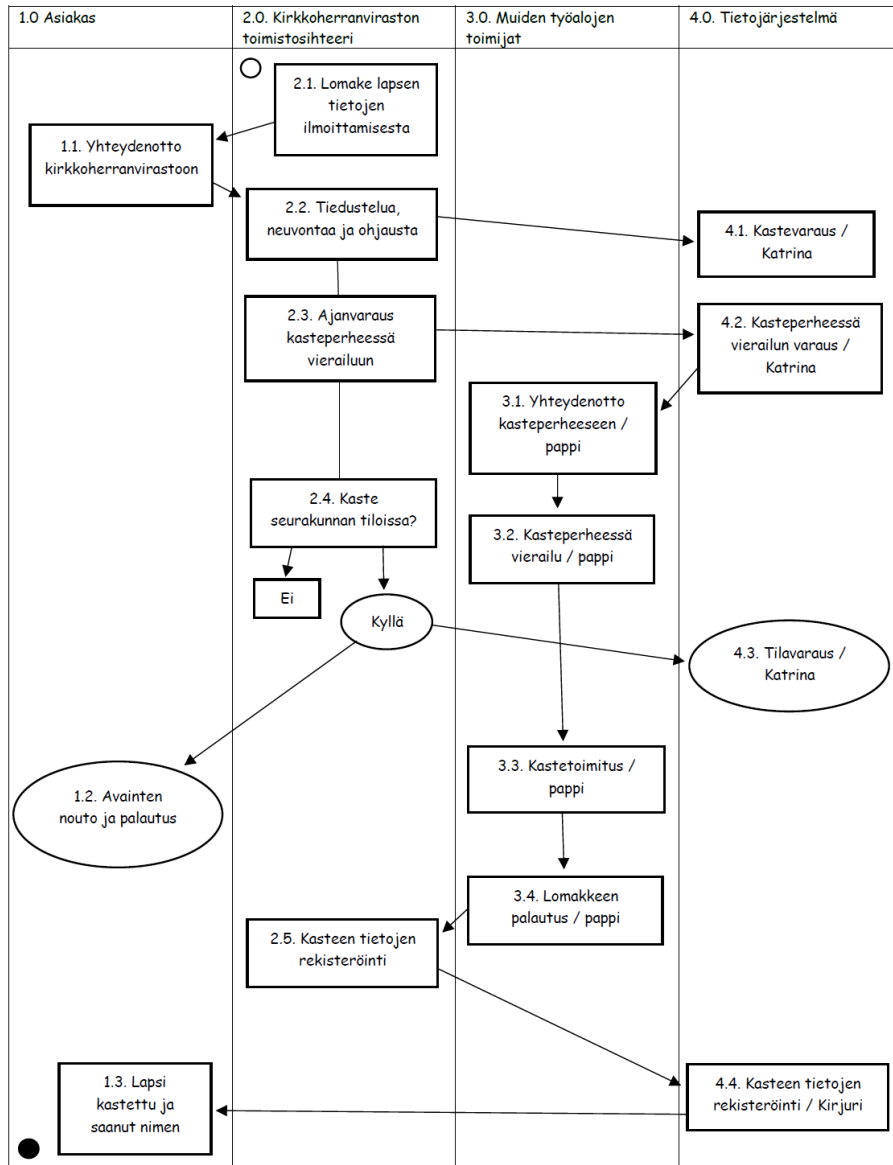 1.0 Asiakas
2.0. Kirkkoherranviraston
toimistosihteeri
3.0. Muiden työalojen
toimijat
4.0. Tietojärjestelmä
2.1. Lomake lapsen
tietojen
ilmoittamisesta
1.1. Yhteydenotto
kirkkoherranvirastoon
2.2. Tiedustelua,
neuvontaa ja ohjausta
4.1. Kastevaraus /
Katrina
2.3. Ajanvaraus
kasteperheessä
vierailuun
4.2. Kasteperheessä
vierailun varaus /
Katrina
3.1. Yhteydenotto
kasteperheeseen /
pappi
2.4. Kaste
seurakunnan tiloissa?
3.2. Kasteperheessä
vierailu / pappi
Ei
Kyllä
4.3. Tilavaraus /
Katrina
3.3. Kastetoimitus /
pappi
1.2. Avainten
nouto ja palautus
3.4. Lomakkeen
palautus / pappi
2.5. Kasteen tietojen
rekisteröinti
1.3. Lapsi
kastettu ja
saanut nimen
4.4. Kasteen tietojen
rekisteröinti / Kirjuri